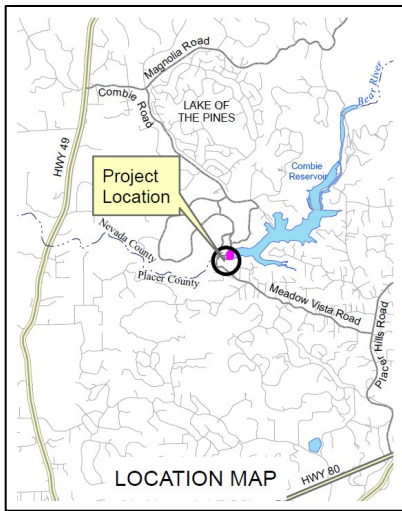 Magnolia Road
Combie Road
HWY 49
LAKE OF
THE PINES
Bear River
Combie
Reservoir
Project
Location
Nevada County
Placer County
Meadow Vista Road
Placer Hills Road
LOCATION MAP
HWY 80